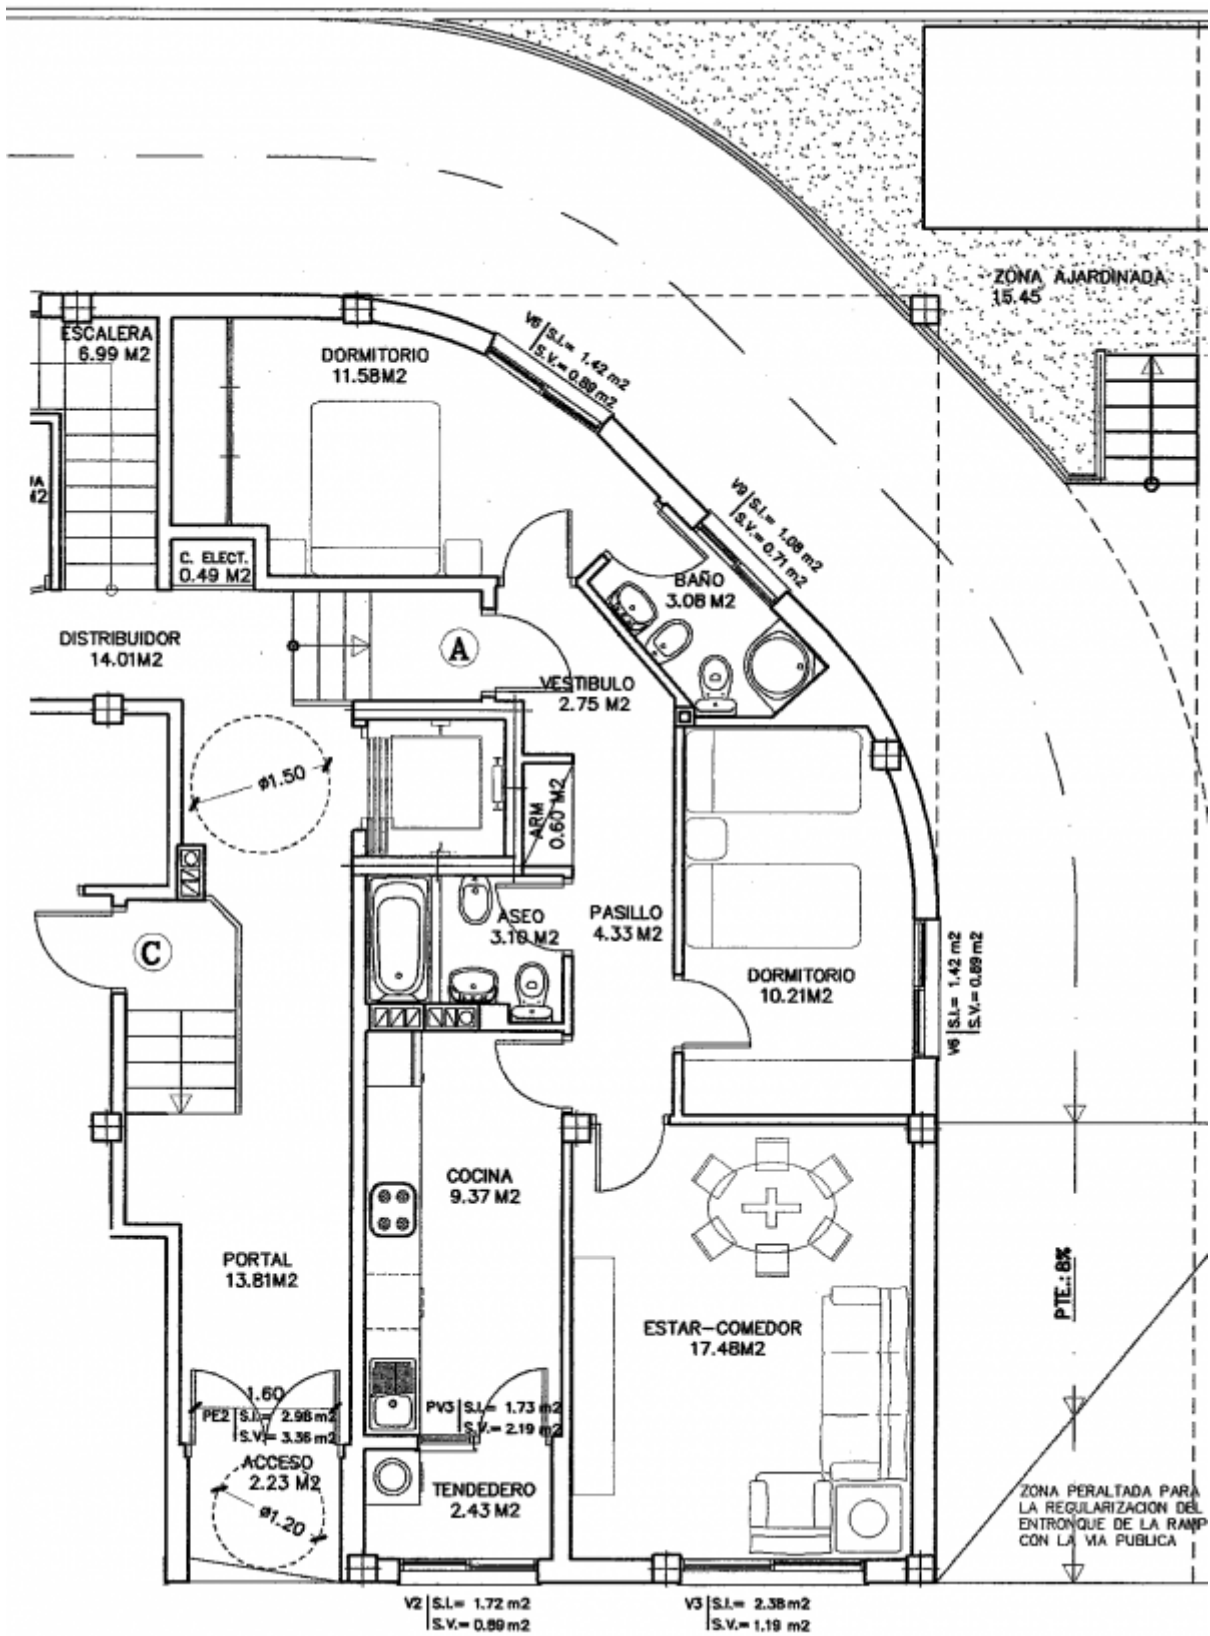 ZONA AJARDINADA
15.45
ESCALERA
6.99 M2
DORMITORIO
11.58M2
V6 S.I.= 1.42 m2
S.V.= 0.89 m2
V9 S.I.= 1.08 m2
S.V.= 0.71 m2
M2
C. ELECT.
0.49 M2
BAÑO
3.08 M2
DISTRIBUIDOR
14.01M2
A
VESTIBULO
2.75 M2
ø1.50
ARM
0.60 M2
ASEO
3.10 M2
PASILLO
4.33 M2
C
DORMITORIO
10.21M2
V6 S.I.= 1.42 m2
S.V.= 0.89 m2
COCINA
9.37 M2
PORTAL
13.81M2
ESTAR-COMEDOR
17.48M2
PTE.: 8%
1.60
PE2 S.I.= 2.98 m2
S.V.= 3.36 m2
PV3 S.I.= 1.73 m2
S.V.= 2.19 m2
ACCESO
2.23 M2
ø1.20
TENDEDERO
2.43 M2
ZONA PERALTADA PARA
LA REGULARIZACION DEL
ENTRONQUE DE LA RAMP
CON LA VIA PUBLICA
V2 S.I.= 1.72 m2
S.V.= 0.89 m2
V3 S.I.= 2.38 m2
S.V.= 1.19 m2